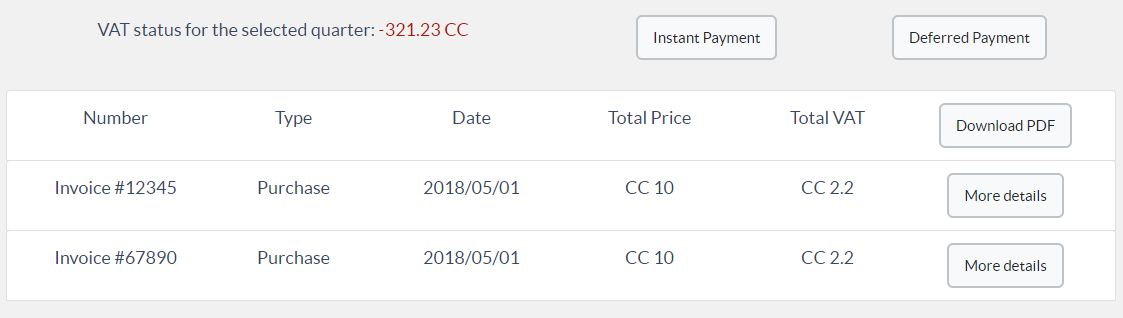 VAT status for the selected quarter: -321.23 CC Instant Payment Deferred Payment
Number Type Date Total Price Total VAT Download PDF
Invoice #12345 Purchase 2018/05/01 CC 10 CC 2.2 More details
Invoice #67890 Purchase 2018/05/01 CC 10 CC 2.2 More details